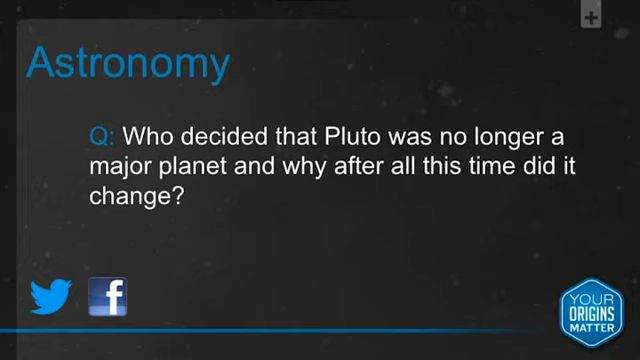 Astronomy
Q: Who decided that Pluto was no longer a
major planet and why after all this time did it
change?
f
YOUR
ORIGINS
MATTER